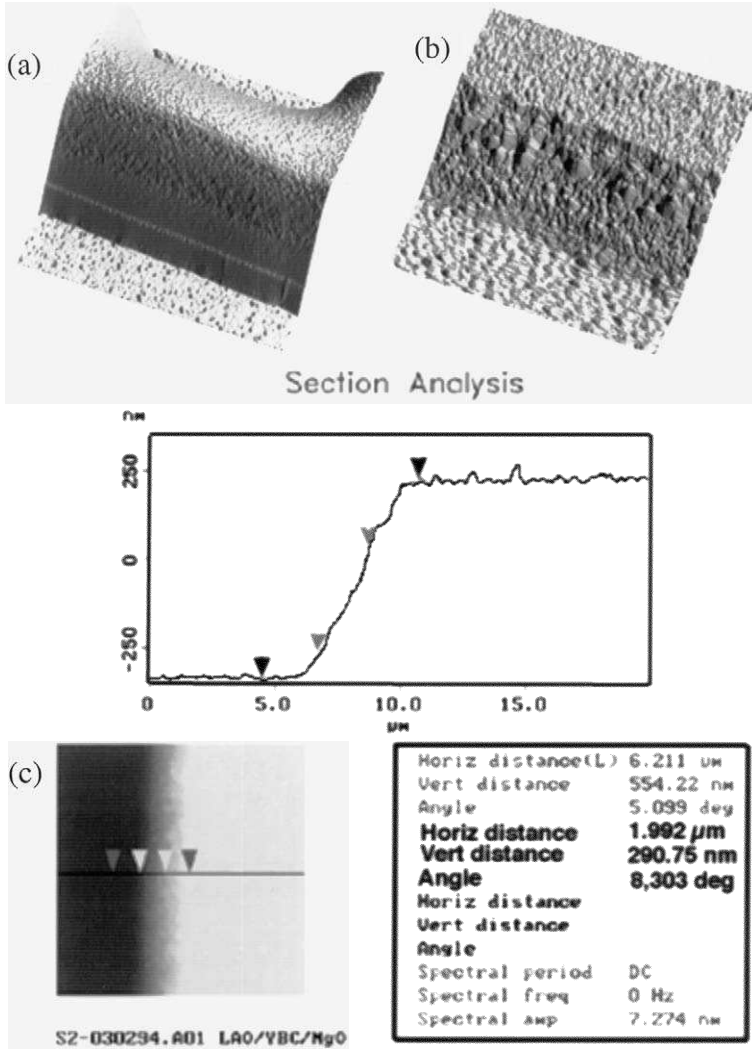 (a)
(b)
Section Analysis
nM
250
0
-250
0 5.0 10.0 15.0
µM
(c)
Horiz distance(L) 6.211 µm
Vert distance 554.22 nm
Angle 5.099 deg
Horiz distance 1.992 µm
Vert distance 290.75 nm
Angle 8,303 deg
Horiz distance
Vert distance
Angle
Spectral period DC
Spectral freq 0 Hz
Spectral amp 7.274 nm
S2-030294.A01 LAO/YBC/MgO